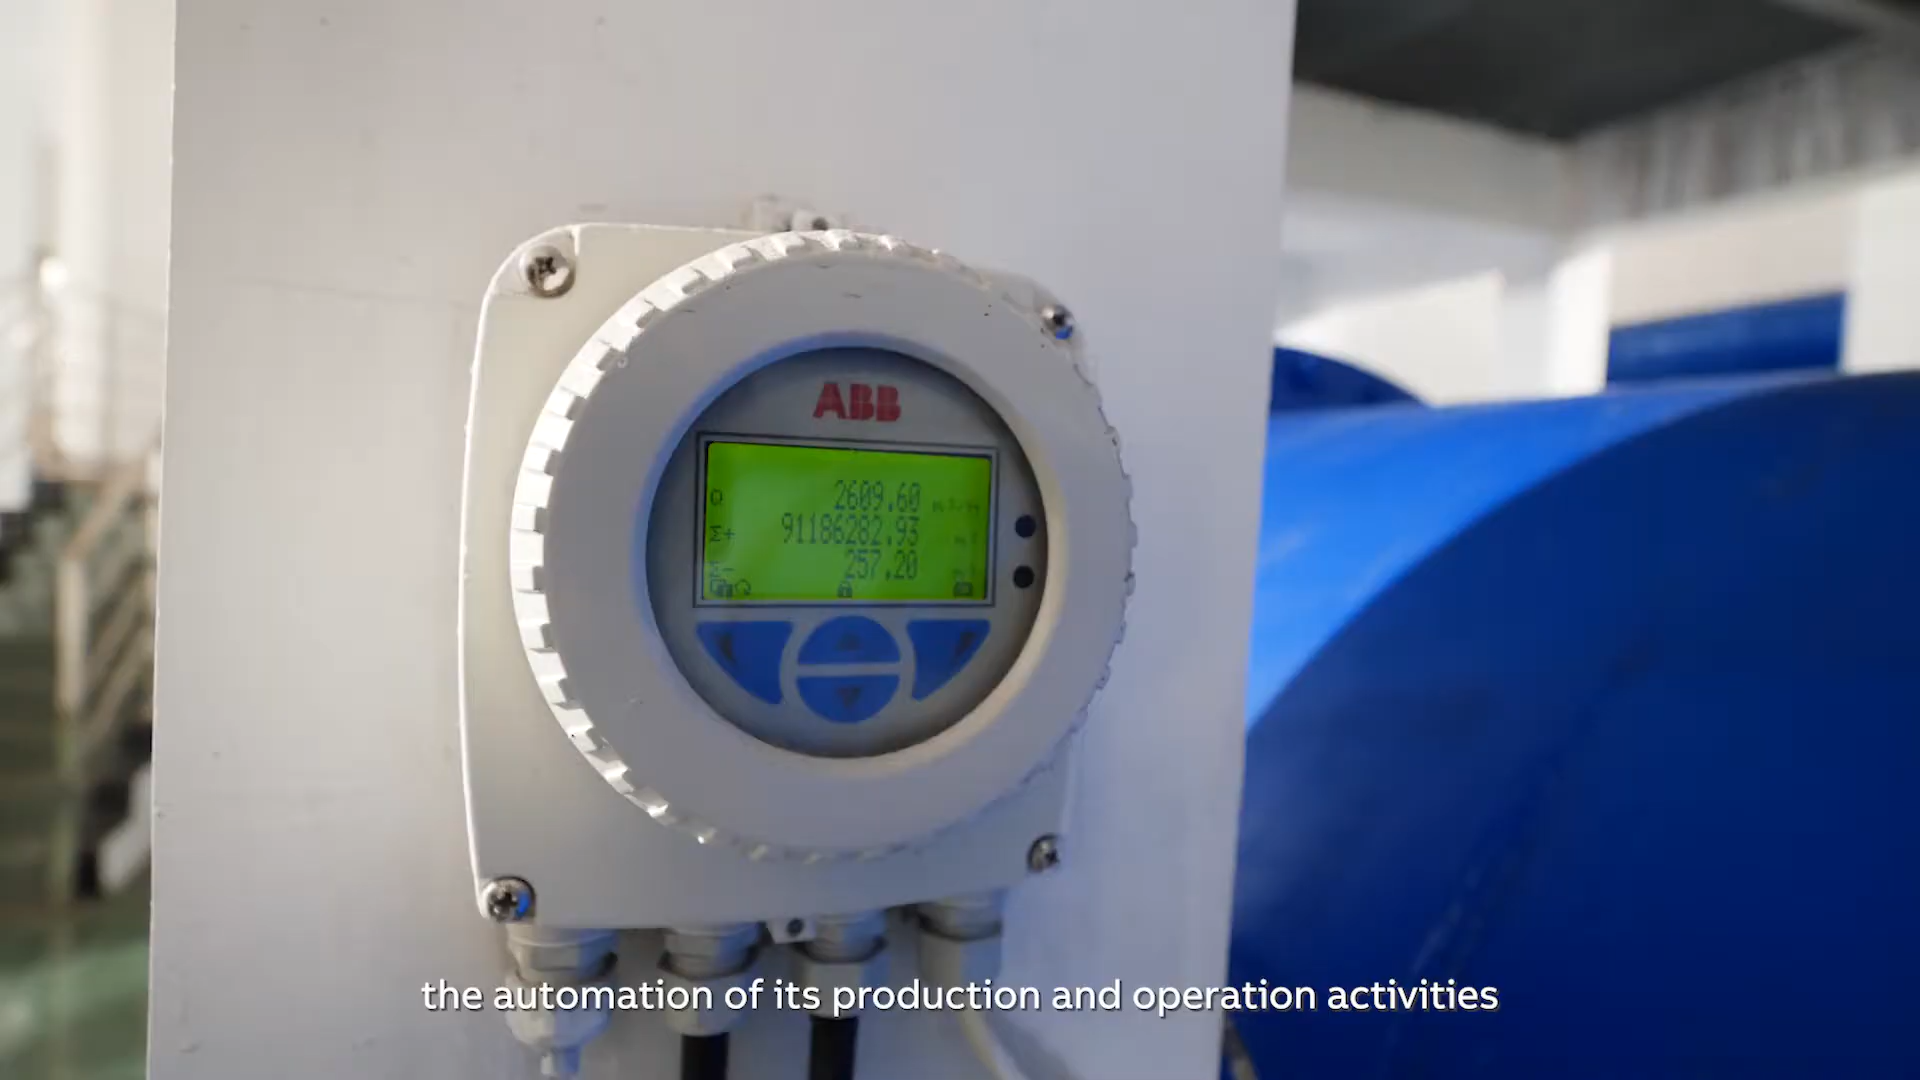 ABB
Q 2609.60
Σ+ 91186282.93
Σ- 257.20
the automation of its production and operation activities